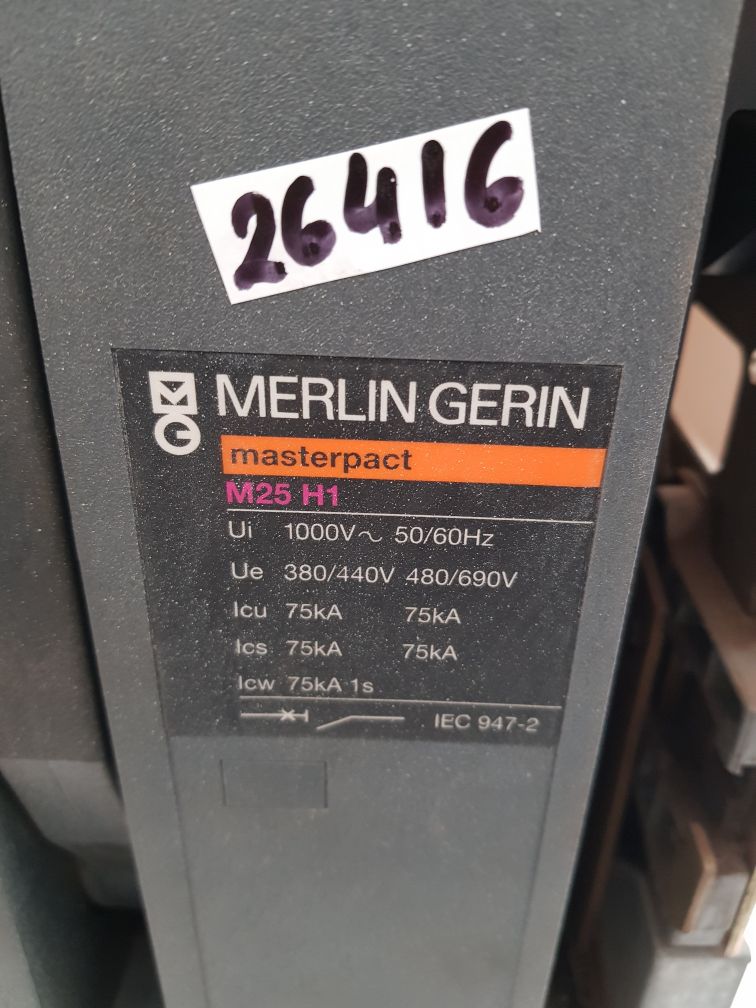 26416
MERLIN GERIN
masterpact
M25 H1
Ui 1000V~ 50/60Hz
Ue 380/440V 480/690V
Icu 75kA 75kA
Ics 75kA 75kA
Icw 75kA 1s
IEC 947-2